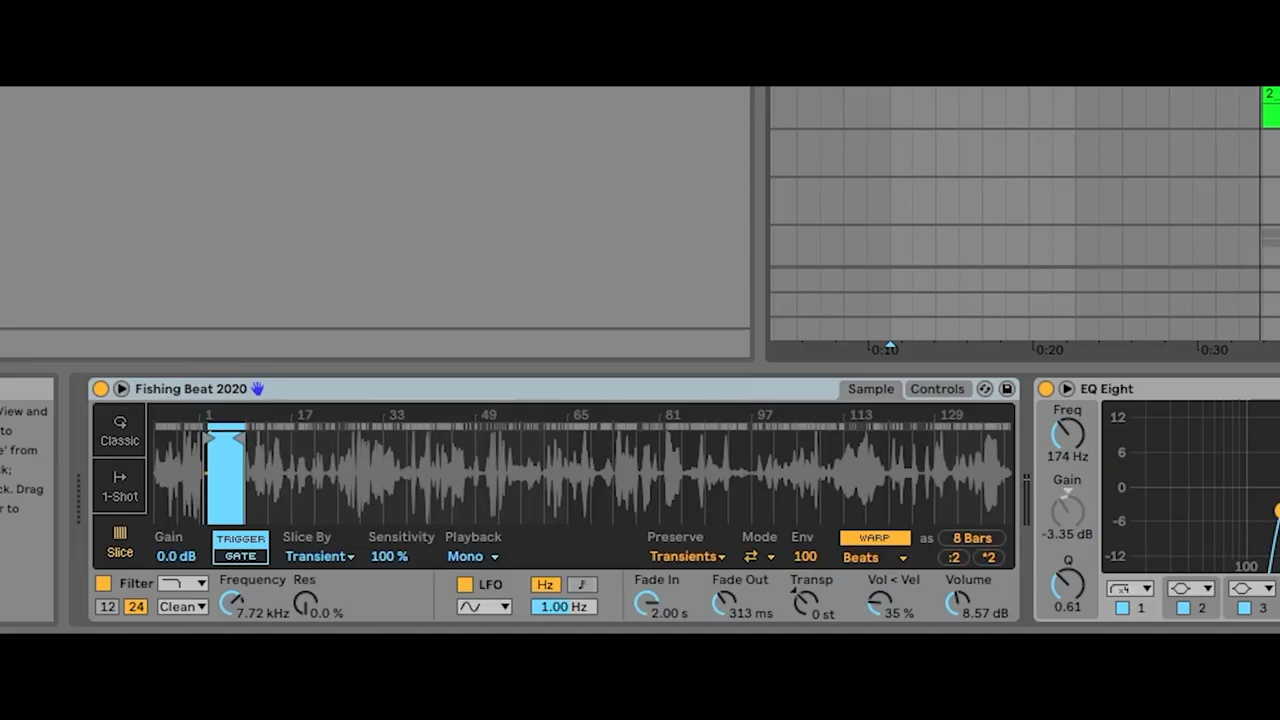 2
0:10
0:20
0:30
View and
to
e' from
ck;
ck. Drag
r to
Fishing Beat 2020
Sample
Controls
1 17 33 49 65 81 97 113 129
Classic
1-Shot
Slice
Gain
0.0 dB
TRIGGER
GATE
Slice By
Transient
Sensitivity
100 %
Playback
Mono
Preserve
Transients
Mode
Env
100
WARP
as
8 Bars
Beats
:2
*2
Filter
12
24
Clean
Frequency
7.72 kHz
Res
0.0 %
LFO
Hz
1.00 Hz
Fade In
2.00 s
Fade Out
313 ms
Transp
0 st
Vol < Vel
35 %
Volume
8.57 dB
EQ Eight
Freq
174 Hz
Gain
-3.35 dB
Q
0.61
12
6
0
-6
-12
100
x4
1
2
3